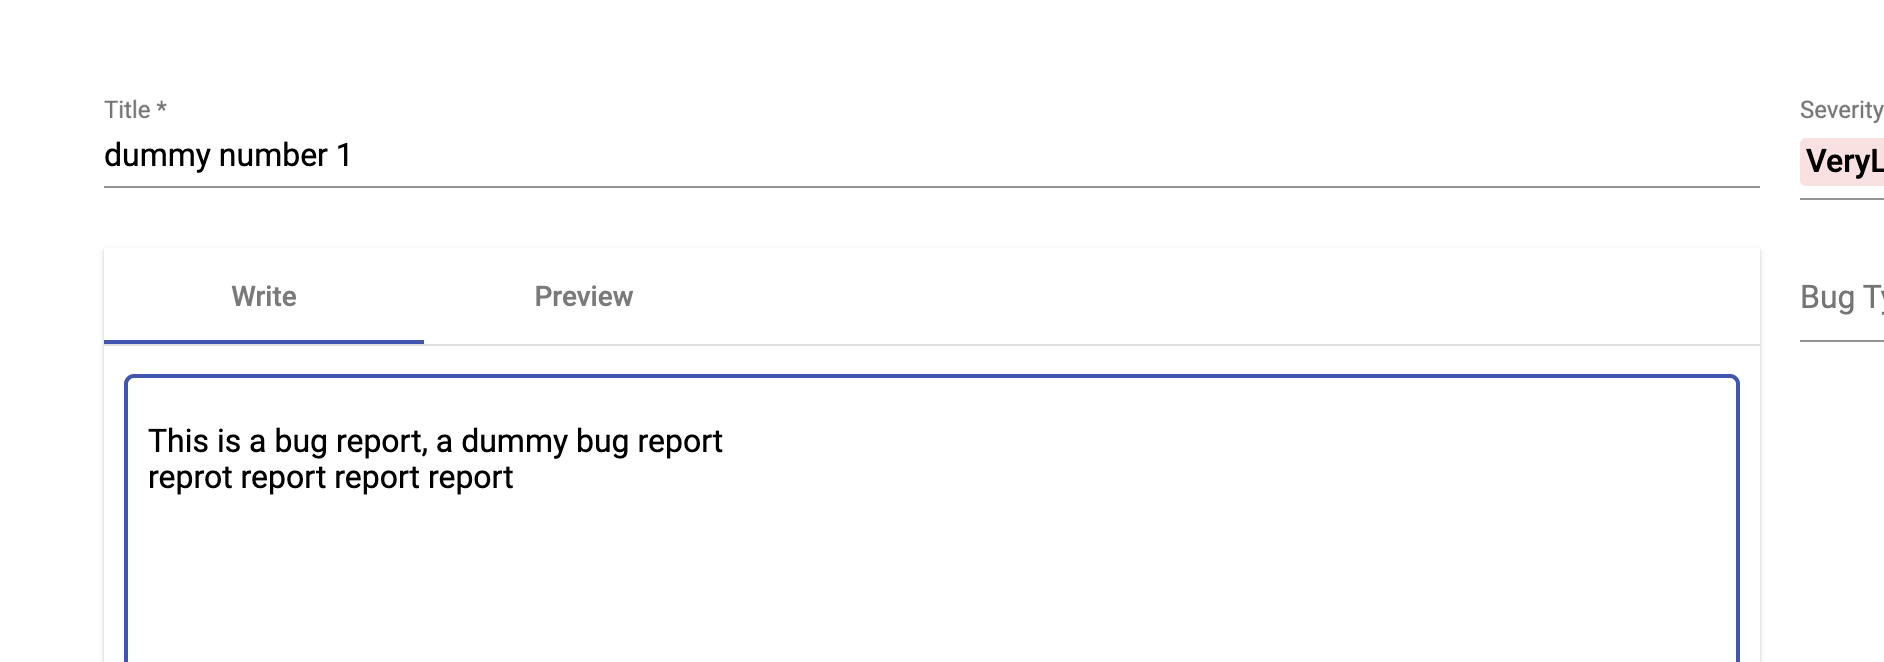 Title *
dummy number 1
Severity
Write
Preview
This is a bug report, a dummy bug report
reprot report report report
Bug